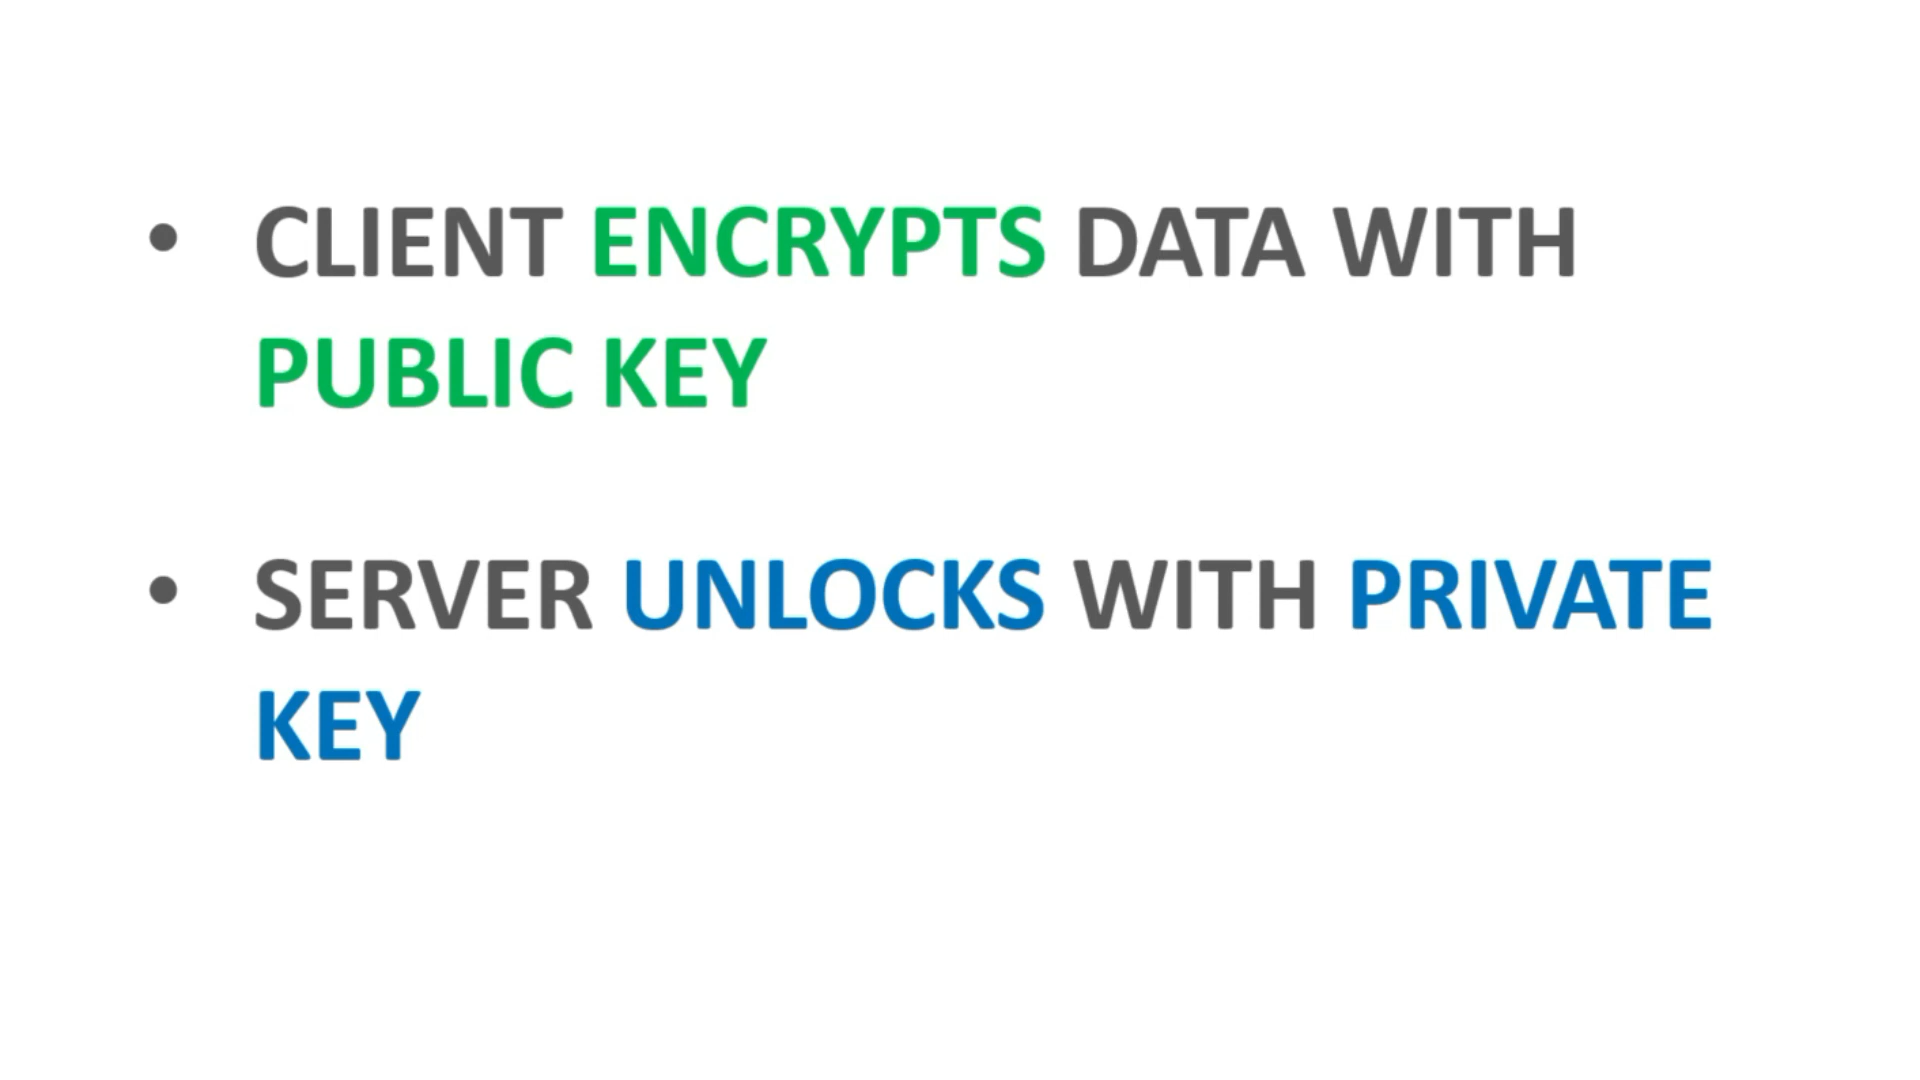 • CLIENT ENCRYPTS DATA WITH
PUBLIC KEY
• SERVER UNLOCKS WITH PRIVATE
KEY